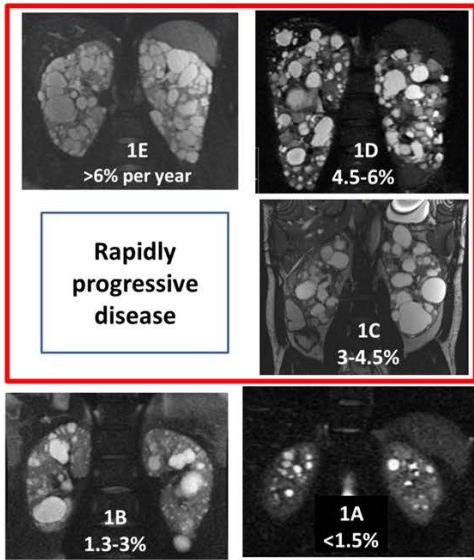 1E
>6% per year
1D
4.5-6%
Rapidly
progressive
disease
1C
3-4.5%
1B
1.3-3%
1A
<1.5%